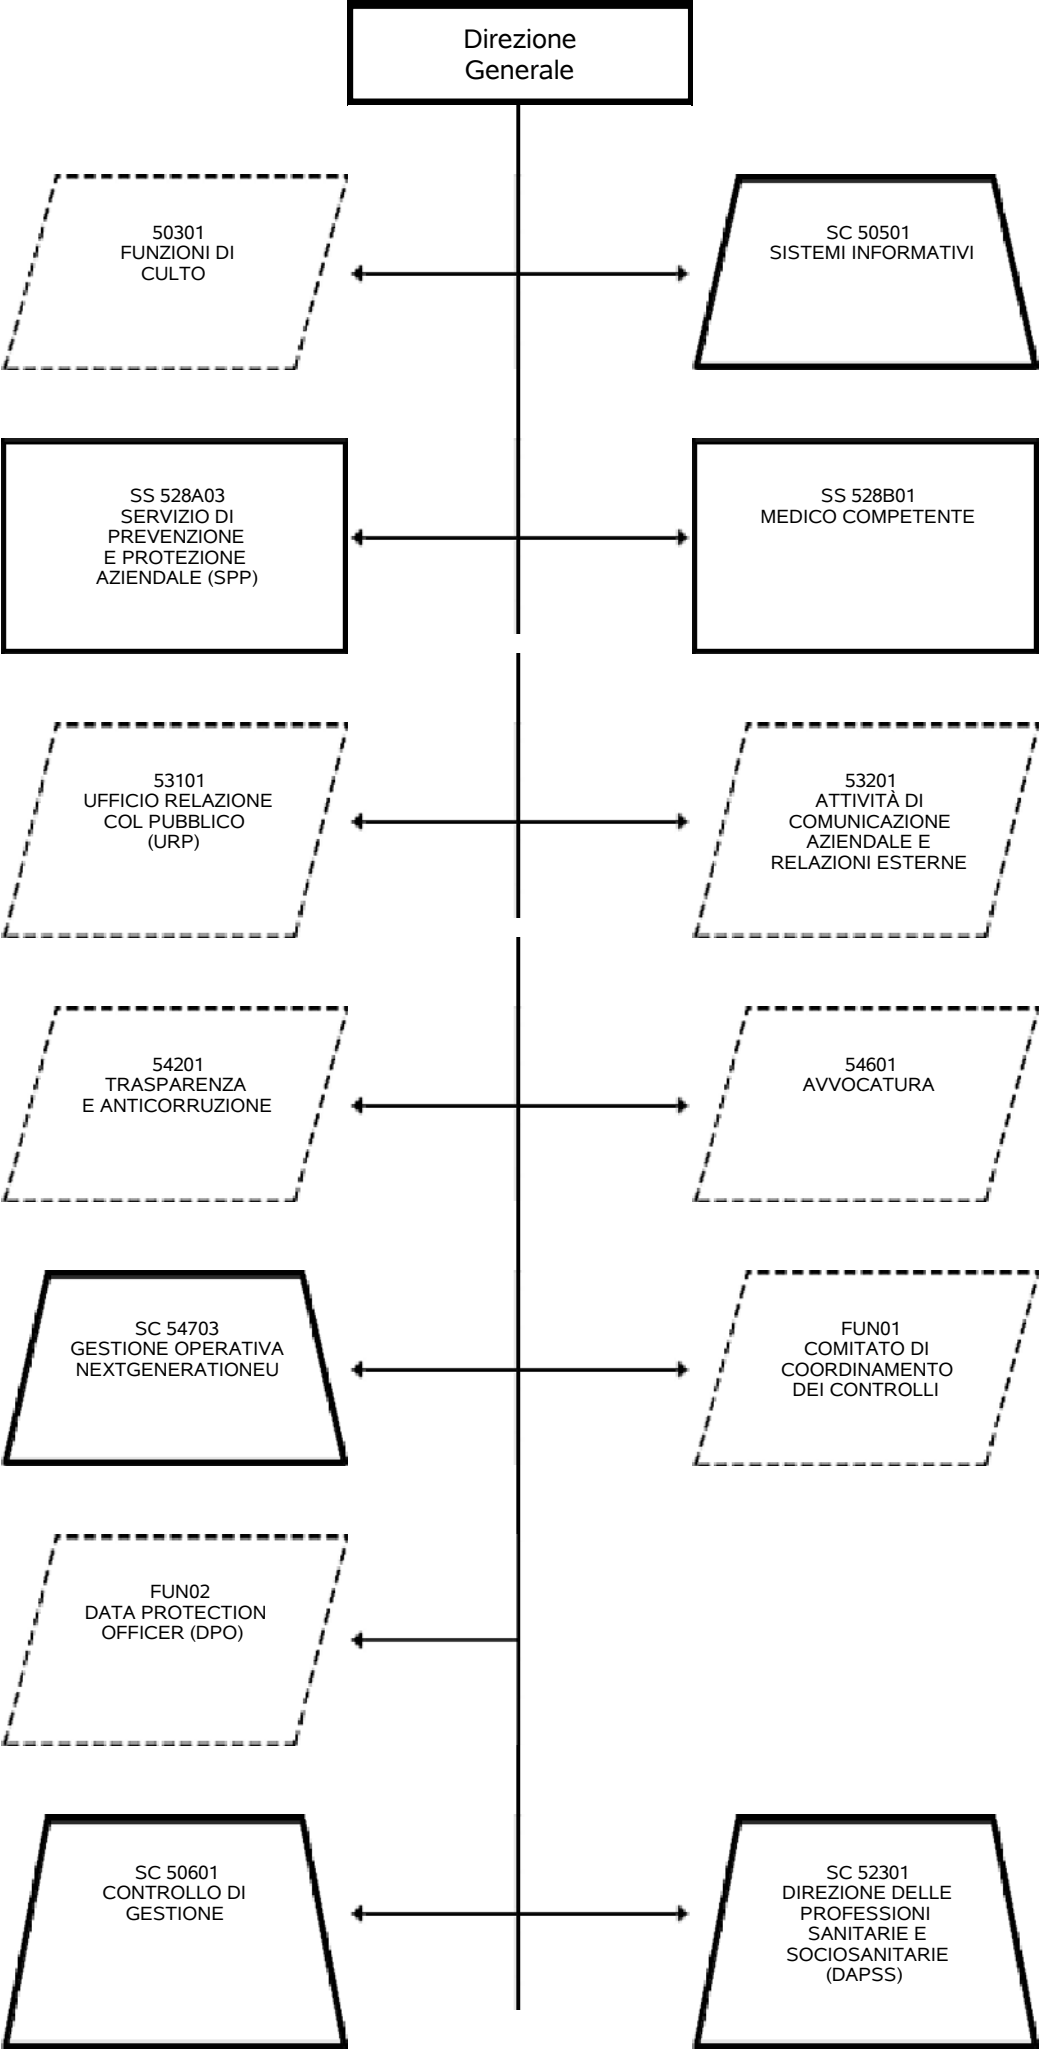 Direzione
Generale
50301
FUNZIONI DI
CULTO
SC 50501
SISTEMI INFORMATIVI
SS 528A03
SERVIZIO DI
PREVENZIONE
E PROTEZIONE
AZIENDALE (SPP)
SS 528B01
MEDICO COMPETENTE
53101
UFFICIO RELAZIONE
COL PUBBLICO
(URP)
53201
ATTIVITÀ DI
COMUNICAZIONE
AZIENDALE E
RELAZIONI ESTERNE
54201
TRASPARENZA
E ANTICORRUZIONE
54601
AVVOCATURA
SC 54703
GESTIONE OPERATIVA
NEXTGENERATIONEU
FUN01
COMITATO DI
COORDINAMENTO
DEI CONTROLLI
FUN02
DATA PROTECTION
OFFICER (DPO)
SC 50601
CONTROLLO DI
GESTIONE
SC 52301
DIREZIONE DELLE
PROFESSIONI
SANITARIE E
SOCIOSANITARIE
(DAPSS)